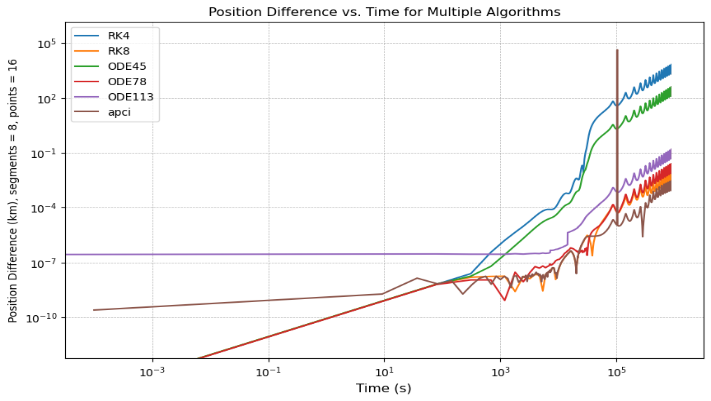 Position Difference vs. Time for Multiple Algorithms
Position Difference (km), segments = 8, points = 16
10^5
10^2
10^-1
10^-4
10^-7
10^-10
RK4
RK8
ODE45
ODE78
ODE113
apci
10^-3
10^-1
10^1
10^3
10^5
Time (s)